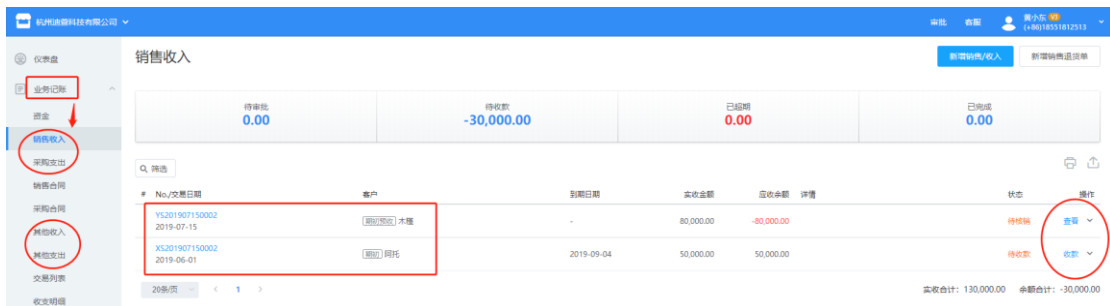 杭州迪聪科技有限公司
审批 客服 黄小东 V3
(+86)18551812513
仪表盘
业务记账
资金
销售收入
采购支出
销售合同
采购合同
其他收入
其他支出
交易列表
收支明细
销售收入
新增销售/收入 新增销售退货单
待审批 待收款 已超期 已完成
0.00 -30,000.00 0.00 0.00
筛选
# No./交易日期 客户 到期日期 实收金额 应收余额 详情 状态 操作
YS201907150002 期初预收 木槿 - 80,000.00 -80,000.00 待核销 查看
2019-07-15
XS201907150002 期初 阿托 2019-09-04 50,000.00 50,000.00 待收款 收款
2019-06-01
20条/页 < 1 >
实收合计: 130,000.00 余额合计: -30,000.00